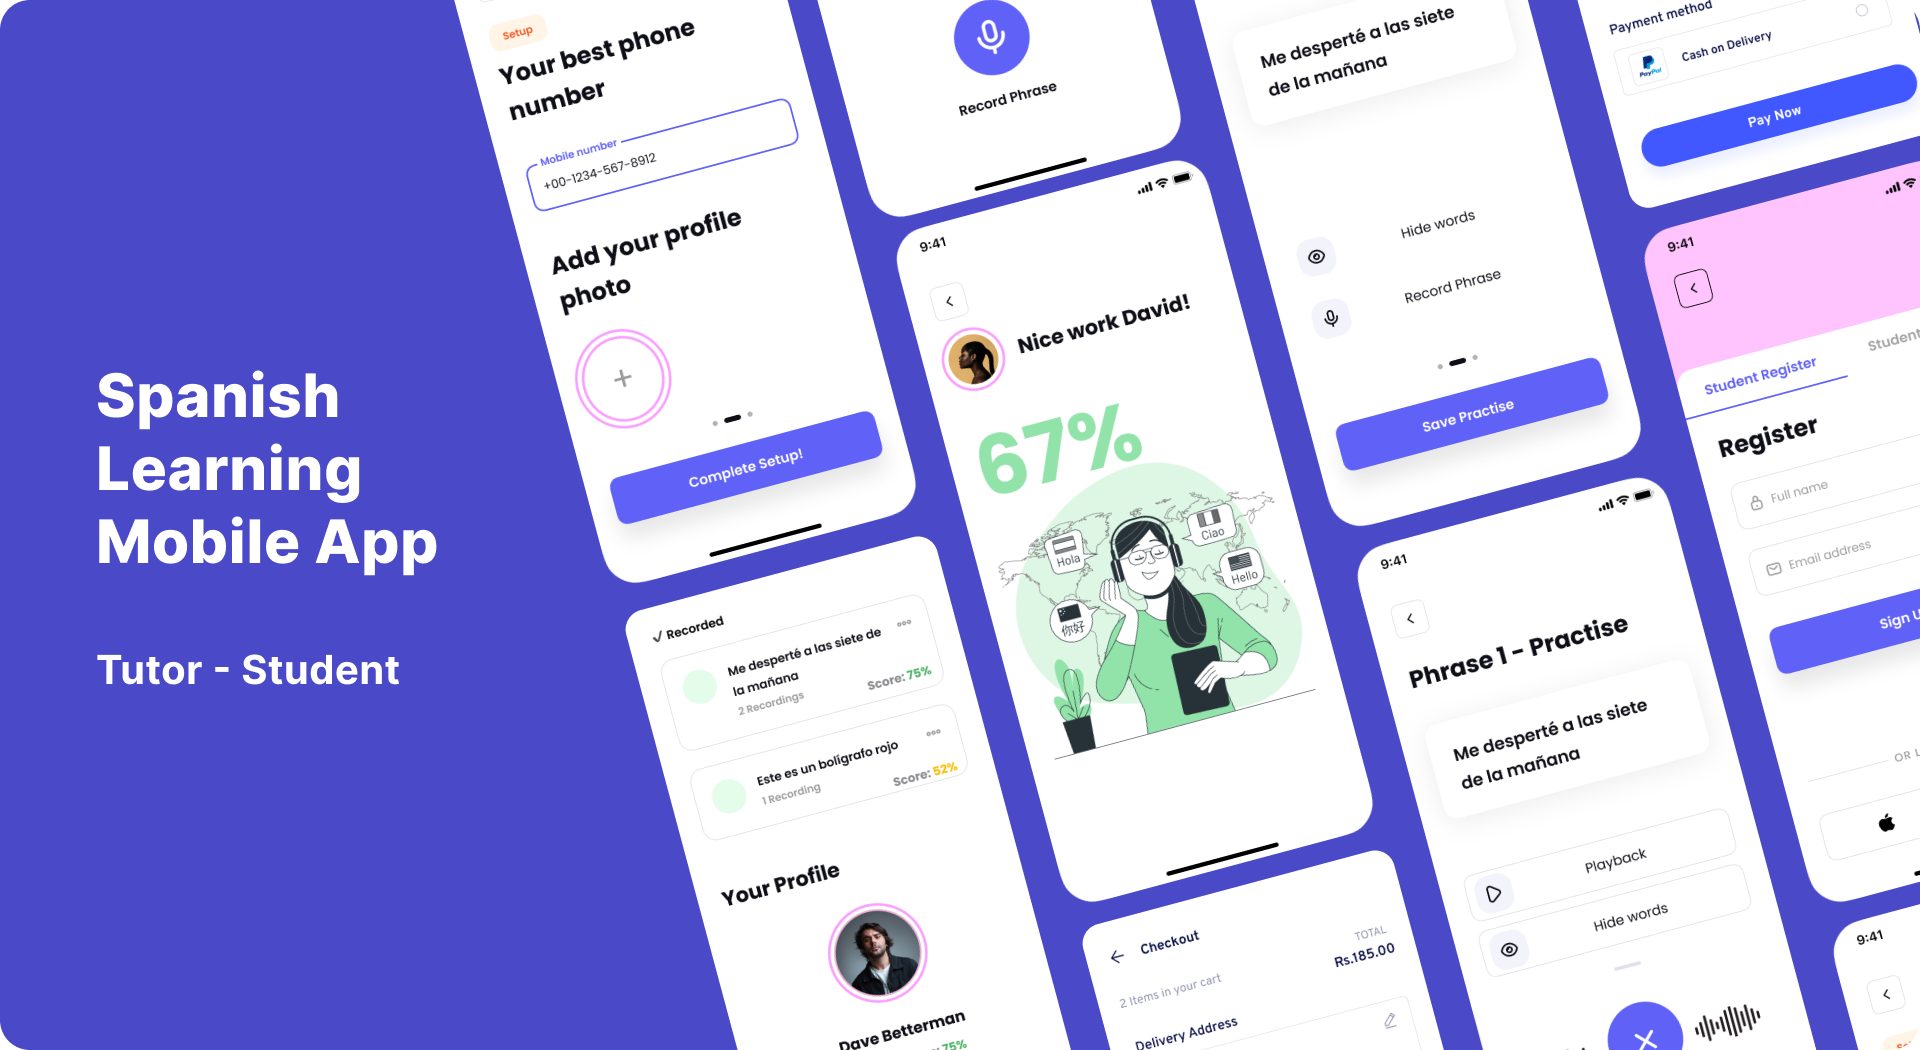 Spanish
Learning
Mobile App
Tutor - Student
Setup
Your best phone
number
Mobile number
+00-1234-567-8912
Add your profile
photo
+
Complete Setup!
Recorded
Me desperté a las siete de
la mañana
2 Recordings
Score: 75%
Este es un bolígrafo rojo
1 Recording
Score: 52%
Your Profile
Dave Betterman
75%
Record Phrase
9:41
Nice work David!
67%
Hola
Ciao
Hello
你好
Checkout
TOTAL
Rs.185.00
2 Items in your cart
Delivery Address
Me desperté a las siete
de la mañana
Hide words
Record Phrase
Save Practise
9:41
Phrase 1 - Practise
Me desperté a las siete
de la mañana
Playback
Hide words
Payment method
PayPal
Cash on Delivery
Pay Now
9:41
Student Register
Student
Register
Full name
Email address
Sign
OR
9:41